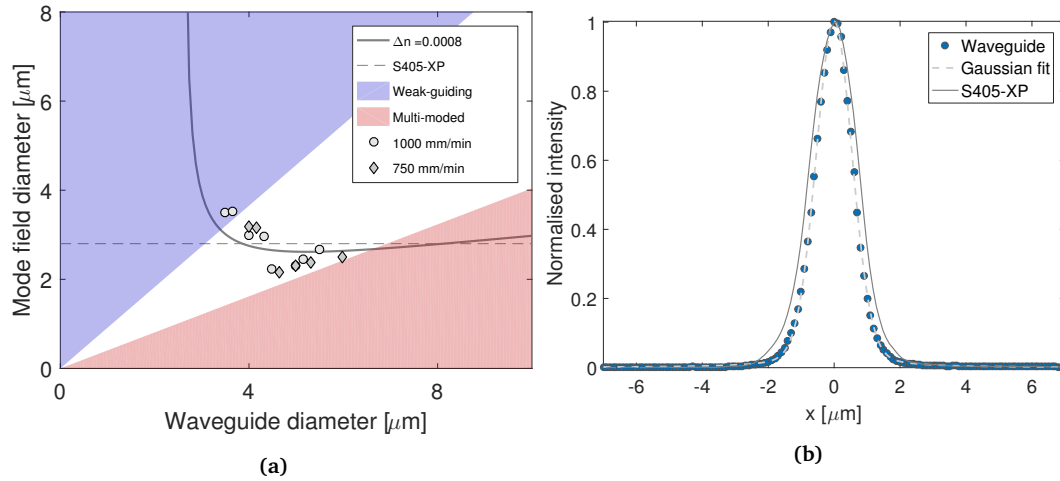 8
6
4
2
0
Mode field diameter [μm]
0
4
8
Waveguide diameter [μm]
Δn =0.0008
S405-XP
Weak-guiding
Multi-moded
1000 mm/min
750 mm/min
(a)
1
0.8
0.6
0.4
0.2
0
Normalised intensity
-6
-4
-2
0
2
4
6
x [μm]
Waveguide
Gaussian fit
S405-XP
(b)